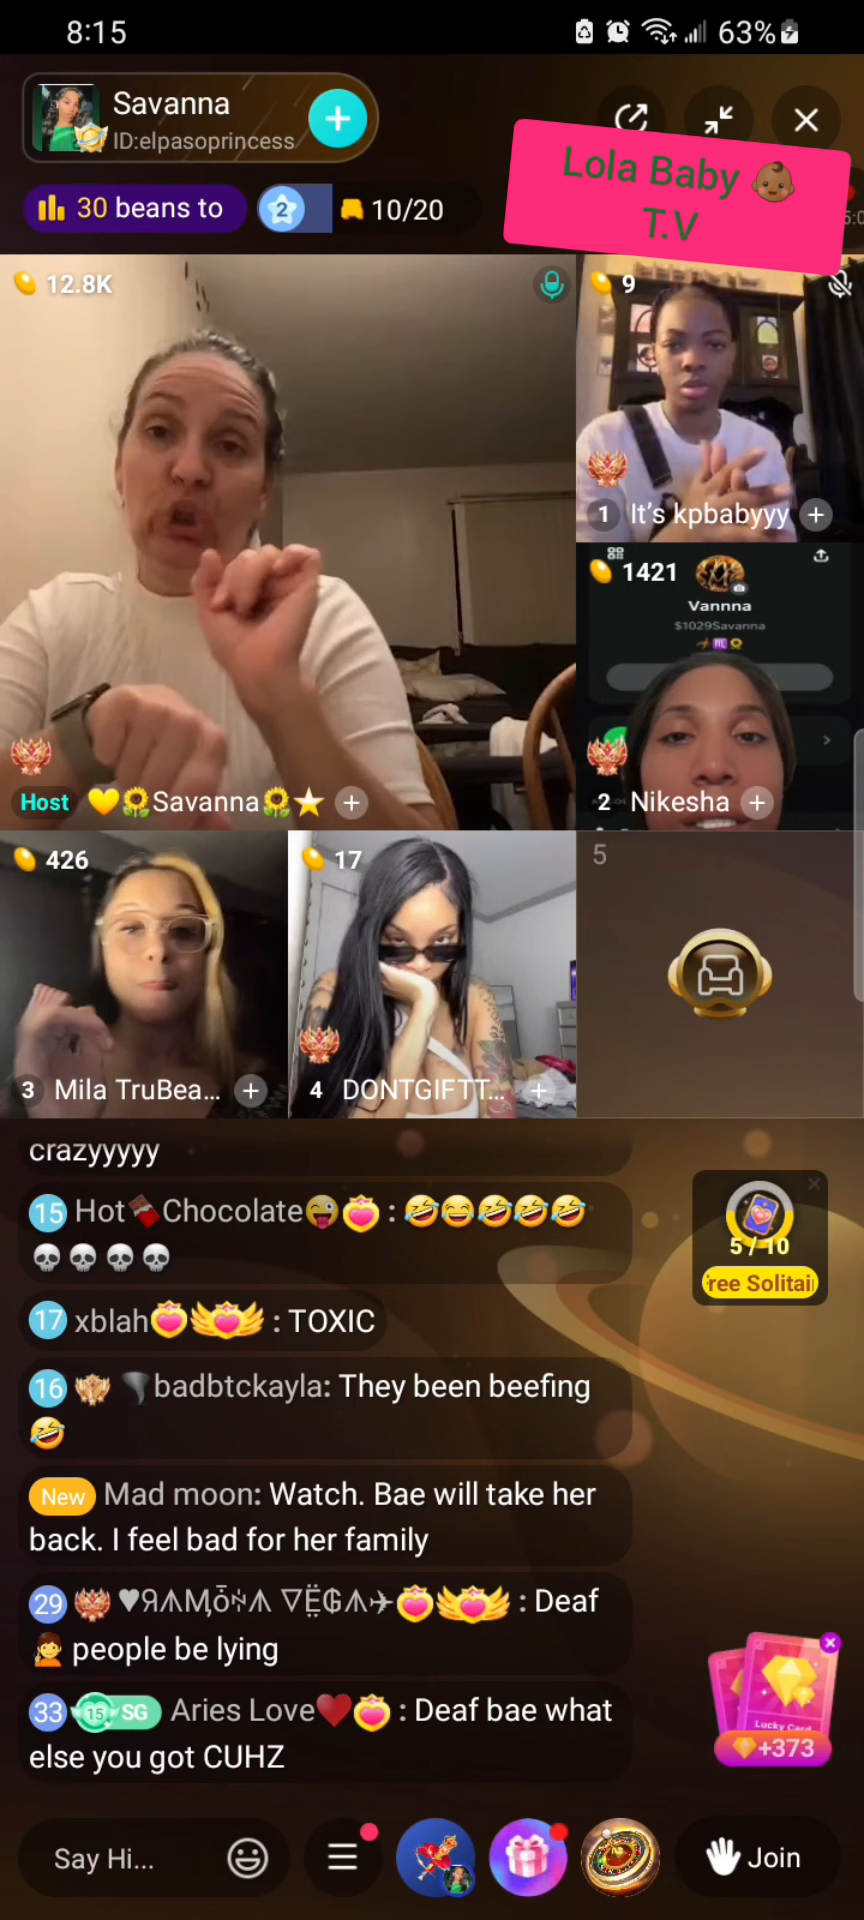 8:15
63%
Savanna
ID:elpasoprincess
Lola Baby 👶🏾
T.V
30 beans to
2
10/20
12.8K
9
1 It's kpbabyyy
1421
Vannna
$1029Savanna
Host 💛🌻Savanna🌻⭐
2 Nikesha
426
17
5
3 Mila TruBea...
4 DONTGIFTT...
crazyyyyy
15 Hot🍫Chocolate😜 : 🤣😂🤣🤣🤣
💀💀💀💀
5/10
ree Solitai
17 xblah : TOXIC
16 🌪️badbtckayla: They been beefing
🤣
New Mad moon: Watch. Bae will take her
back. I feel bad for her family
29 : Deaf
🧏 people be lying
33 15 SG Aries Love❤️ : Deaf bae what
else you got CUHZ
Lucky Card
+373
Say Hi...
Join